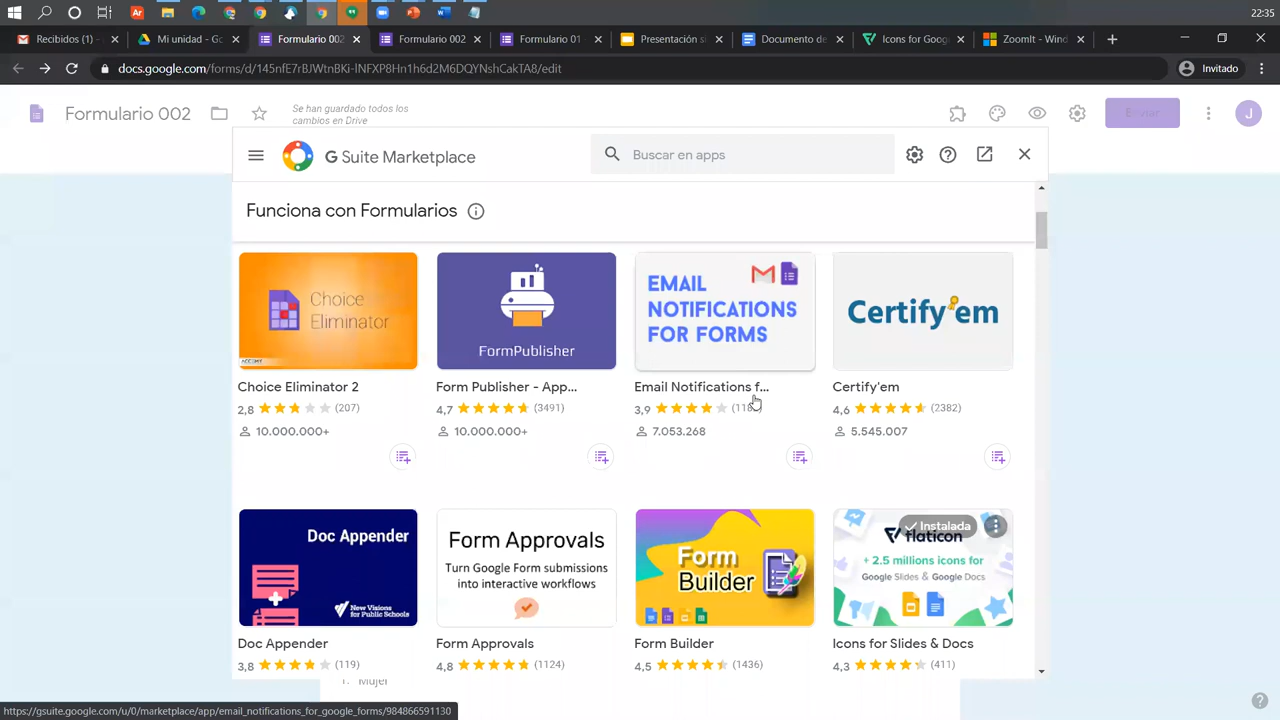 22:35
Recibidos (1) -
Mi unidad - Go
Formulario 002
Formulario 002
Formulario 01
Presentación s
Documento de
Icons for Goog
ZoomIt - Wind
docs.google.com/forms/d/145nfE7rBJWtnBKi-INFXP8Hn1h6d2M6DQYNshCakTA8/edit
Invitado
Formulario 002
Se han guardado todos los
cambios en Drive
Enviar
J
G Suite Marketplace
Buscar en apps
Funciona con Formularios
Choice
Eliminator
FormPublisher
EMAIL
NOTIFICATIONS
FOR FORMS
Certify'em
Choice Eliminator 2
Form Publisher - App...
Email Notifications f...
Certify'em
2,8 (207)
4,7 (3491)
3,9
4,6 (2382)
10.000.000+
10.000.000+
7.053.268
5.545.007
Doc Appender
New Visions
for Public Schools
Form Approvals
Turn Google Form submissions
into interactive workflows
Form
Builder
Instalada
flaticon
+ 2.5 millions icons for
Google Slides & Google Docs
Doc Appender
Form Approvals
Form Builder
Icons for Slides & Docs
3,8 (119)
4,8 (1124)
4,5 (1436)
4,3 (411)
1. Mujer
https://gsuite.google.com/u/0/marketplace/app/email_notifications_for_google_forms/984866591130